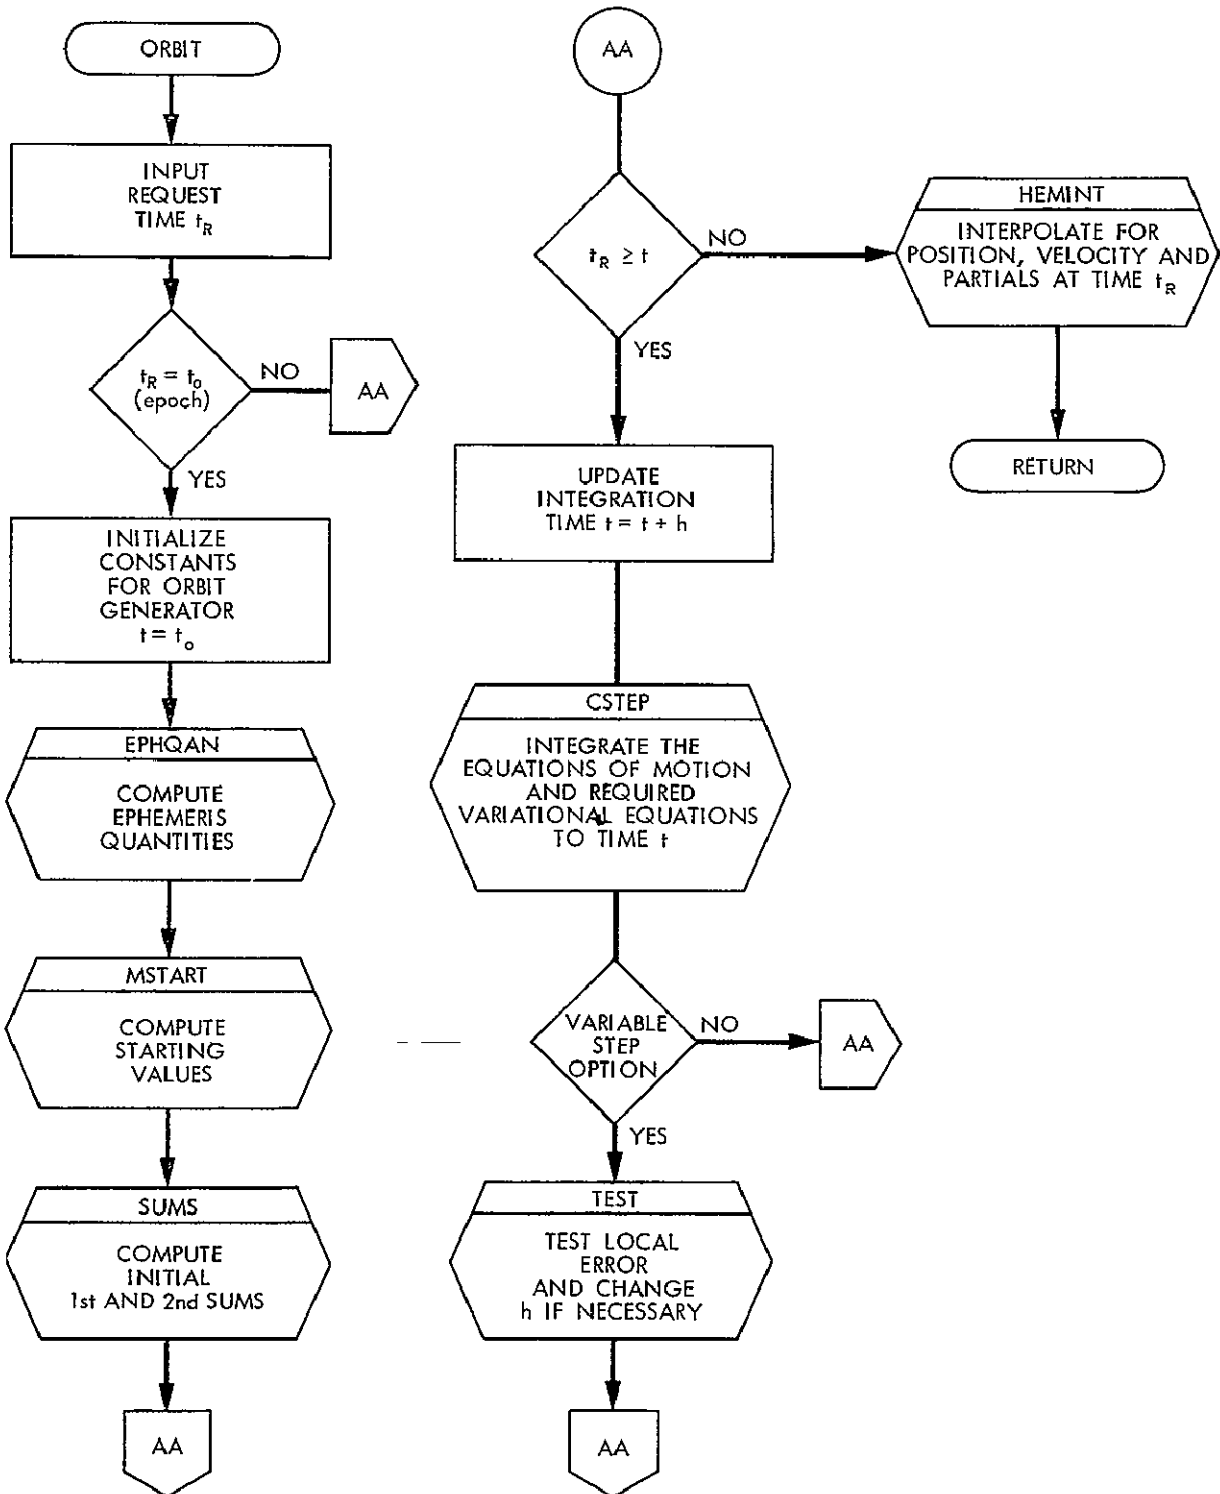 ORBIT
INPUT
REQUEST
TIME t_R
t_R = t_o
(epoch)
NO
AA
YES
INITIALIZE
CONSTANTS
FOR ORBIT
GENERATOR
t = t_o
EPHQAN
COMPUTE
EPHEMERIS
QUANTITIES
MSTART
COMPUTE
STARTING
VALUES
SUMS
COMPUTE
INITIAL
1st AND 2nd SUMS
AA
AA
t_R ≥ t
NO
HEMINT
INTERPOLATE FOR
POSITION, VELOCITY AND
PARTIALS AT TIME t_R
RETURN
YES
UPDATE
INTEGRATION
TIME t = t + h
CSTEP
INTEGRATE THE
EQUATIONS OF MOTION
AND REQUIRED
VARIATIONAL EQUATIONS
TO TIME t
VARIABLE
STEP
OPTION
NO
AA
YES
TEST
TEST LOCAL
ERROR
AND CHANGE
h IF NECESSARY
AA